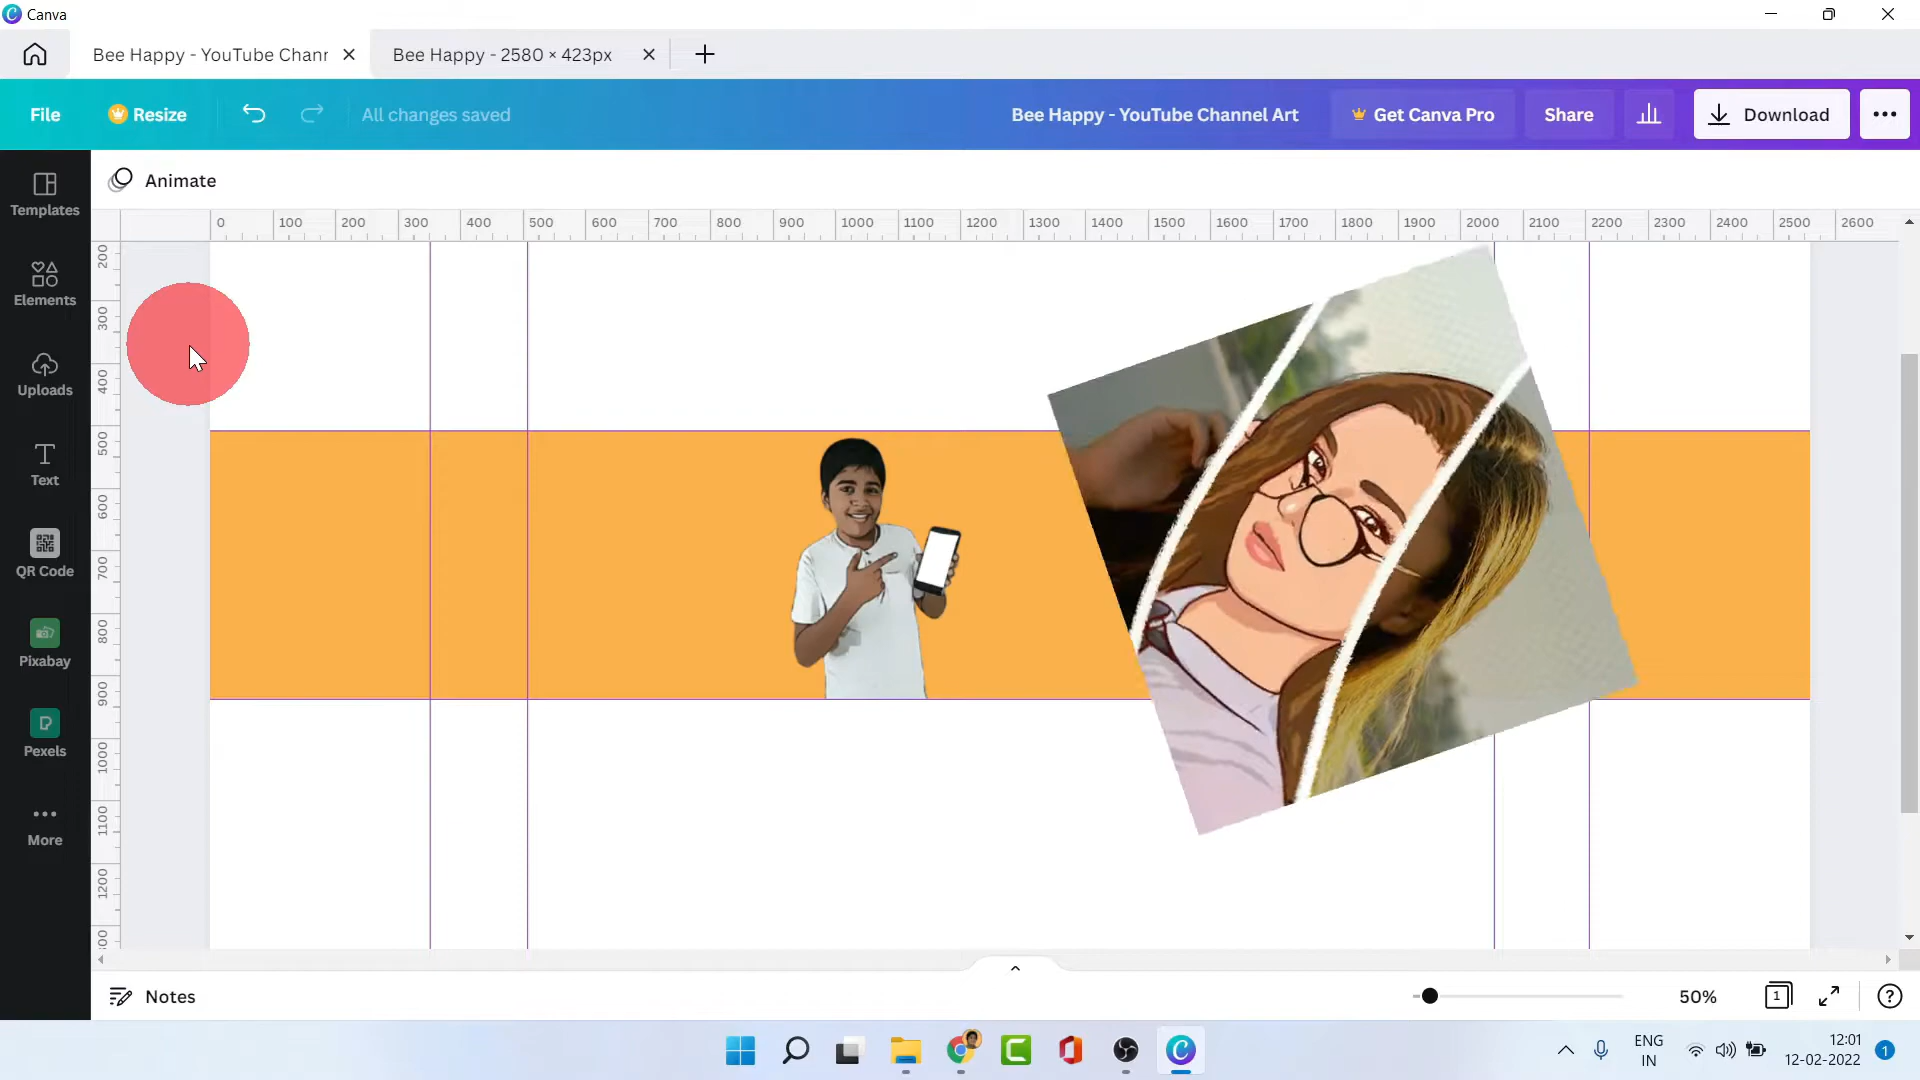 Canva
Bee Happy - YouTube Chanr
Bee Happy - 2580 × 423px
File
Resize
All changes saved
Bee Happy - YouTube Channel Art
Get Canva Pro
Share
Download
Animate
Templates
Elements
Uploads
Text
QR Code
Pixabay
Pexels
More
0 100 200 300 400 500 600 700 800 900 1000 1100 1200 1300 1400 1500 1600 1700 1800 1900 2000 2100 2200 2300 2400 2500 2600
200
300
400
500
600
700
800
900
1000
1100
1200
00
Notes
50%
1
ENG
IN
12:01
12-02-2022
1